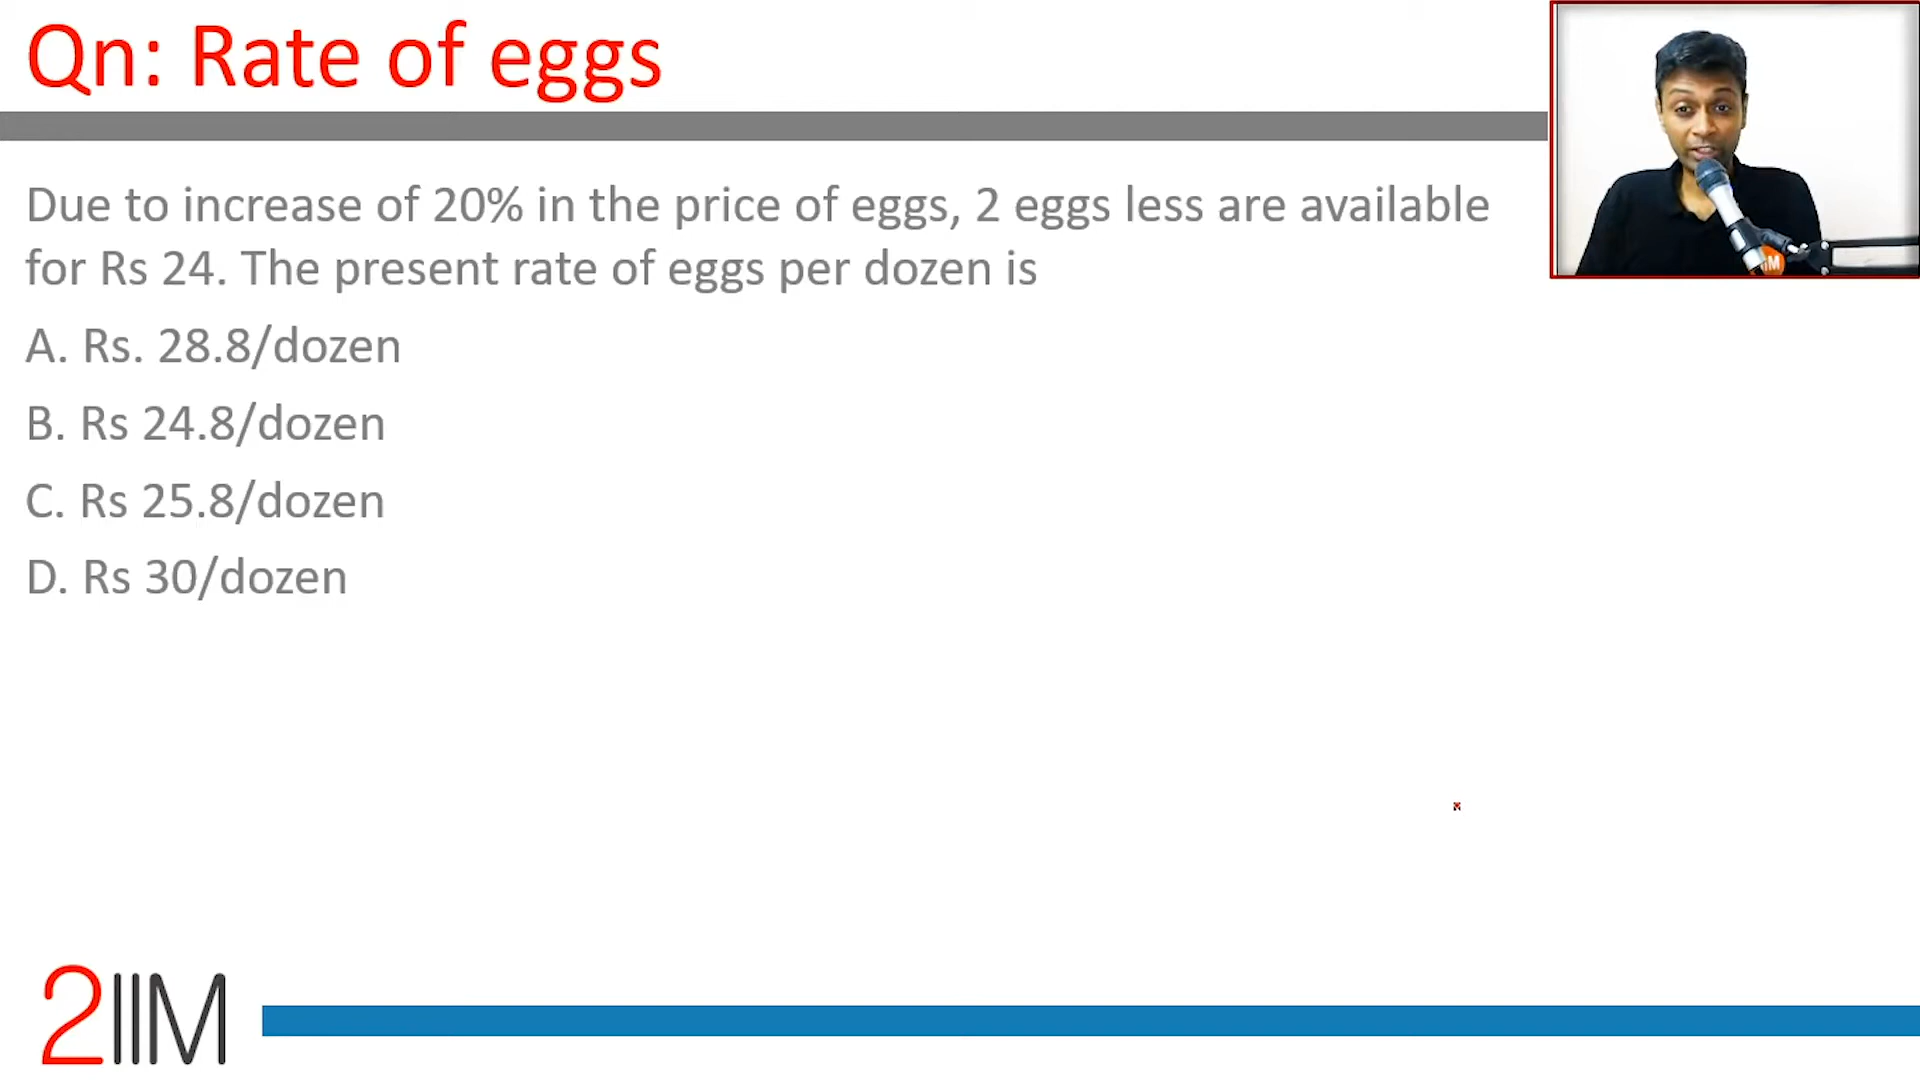 Qn: Rate of eggs
Due to increase of 20% in the price of eggs, 2 eggs less are available
for Rs 24. The present rate of eggs per dozen is
A. Rs. 28.8/dozen
B. Rs 24.8/dozen
C. Rs 25.8/dozen
D. Rs 30/dozen
2IIM